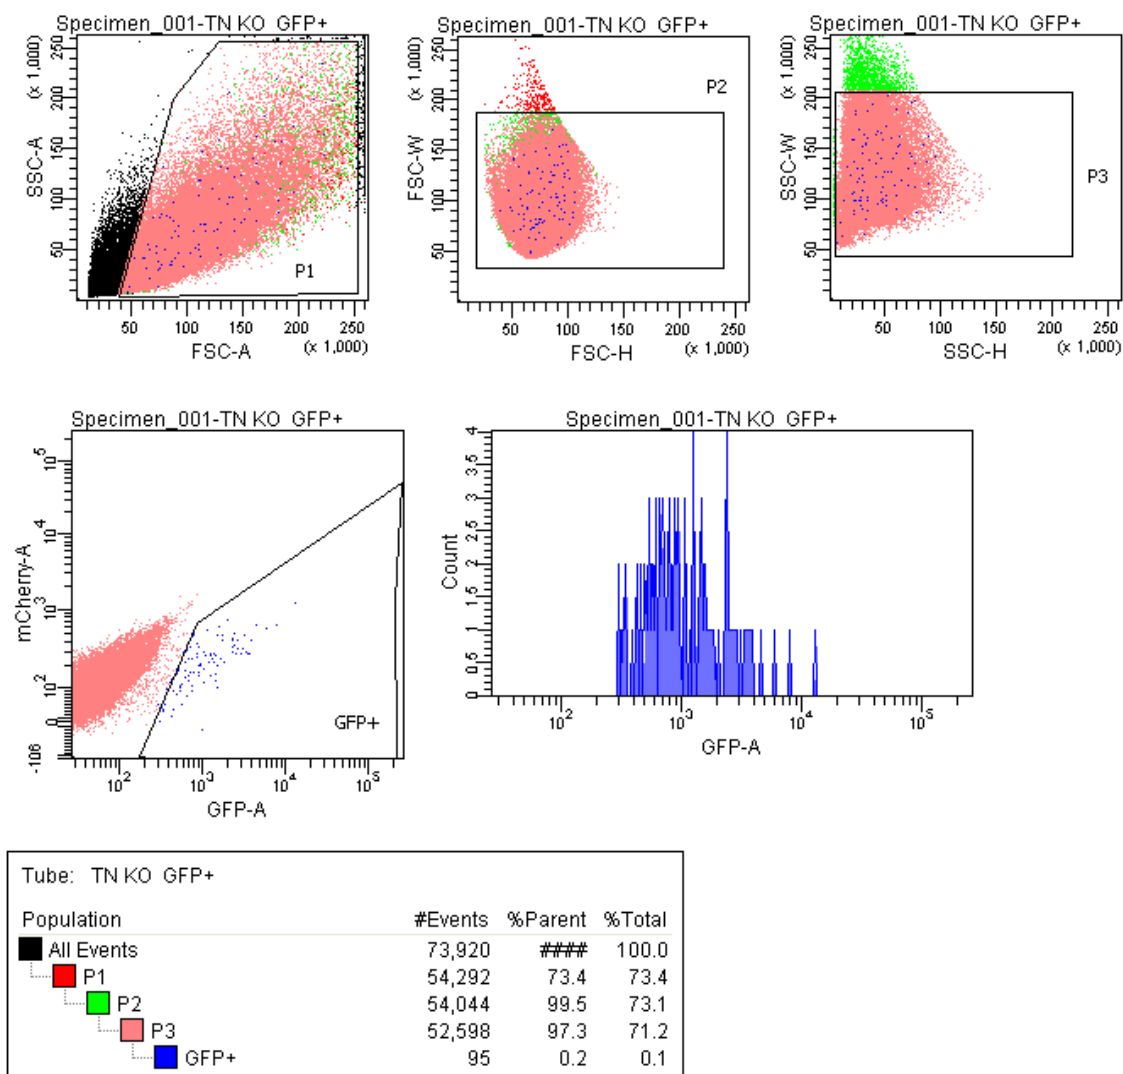 Specimen_001-TN KO GFP+
SSC-A
(x 1,000)
50 100 150 200 250
P1
50 100 150 200 250
FSC-A
(x 1,000)
Specimen_001-TN KO GFP+
FSC-W
(x 1,000)
50 100 150 200 250
P2
50 100 150 200 250
FSC-H
(x 1,000)
Specimen_001-TN KO GFP+
SSC-W
(x 1,000)
50 100 150 200 250
P3
50 100 150 200 250
SSC-H
(x 1,000)
Specimen_001-TN KO GFP+
mCherry-A
-106 0 10^2 10^3 10^4 10^5
GFP+
10^2 10^3 10^4 10^5
GFP-A
Specimen_001-TN KO GFP+
Count
0 0.5 1 1.5 2 2.5 3 3.5 4
10^2 10^3 10^4 10^5
GFP-A
Tube: TN KO GFP+
Population #Events %Parent %Total
All Events 73,920 #### 100.0
P1 54,292 73.4 73.4
P2 54,044 99.5 73.1
P3 52,598 97.3 71.2
GFP+ 95 0.2 0.1